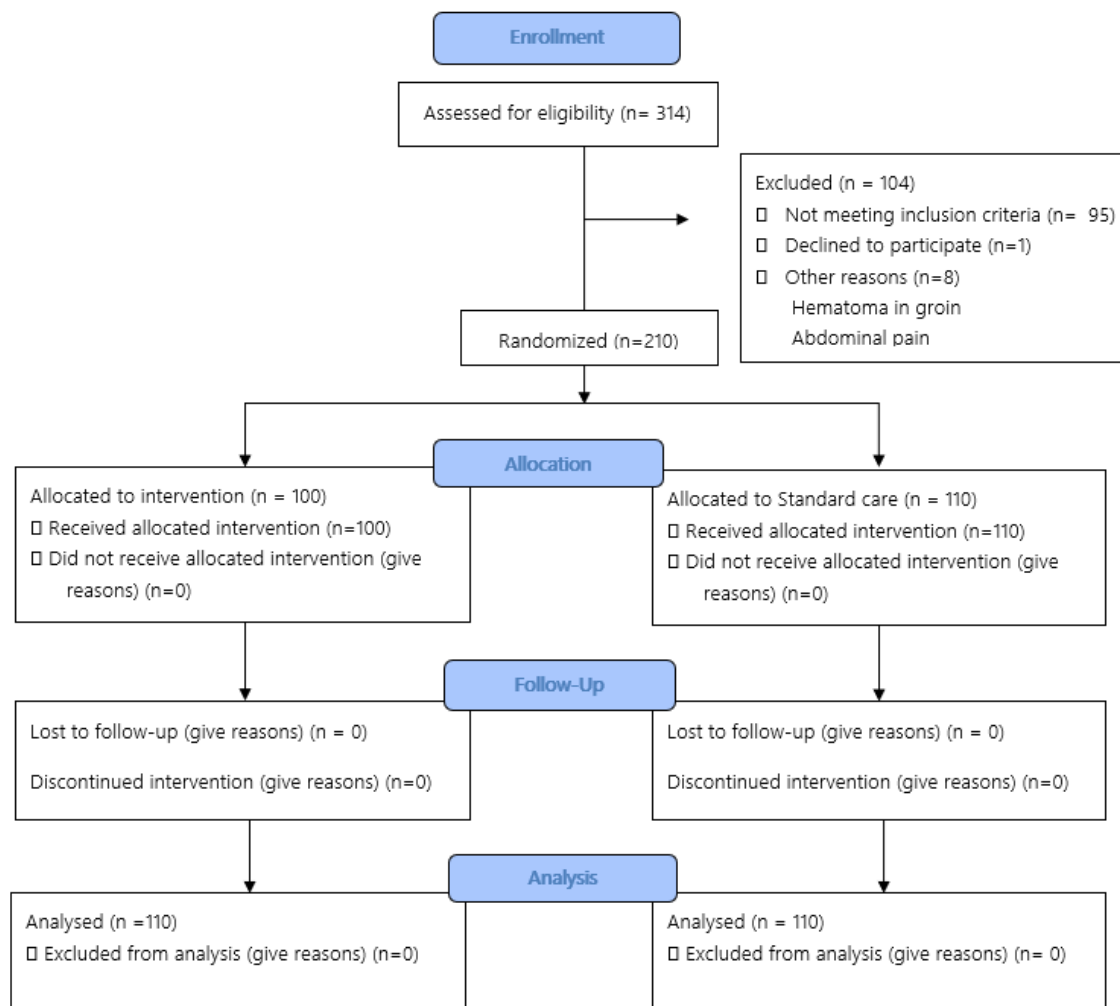 Enrollment
Assessed for eligibility (n= 314)
Excluded (n = 104)
▯ Not meeting inclusion criteria (n= 95)
▯ Declined to participate (n=1)
▯ Other reasons (n=8)
Hematoma in groin
Abdominal pain
Randomized (n=210)
Allocation
Allocated to intervention (n = 100)
▯ Received allocated intervention (n=100)
▯ Did not receive allocated intervention (give
reasons) (n=0)
Allocated to Standard care (n = 110)
▯ Received allocated intervention (n=110)
▯ Did not receive allocated intervention (give
reasons) (n=0)
Follow-Up
Lost to follow-up (give reasons) (n = 0)
Discontinued intervention (give reasons) (n=0)
Lost to follow-up (give reasons) (n = 0)
Discontinued intervention (give reasons) (n=0)
Analysis
Analysed (n =110)
▯ Excluded from analysis (give reasons) (n=0)
Analysed (n = 110)
▯ Excluded from analysis (give reasons) (n= 0)